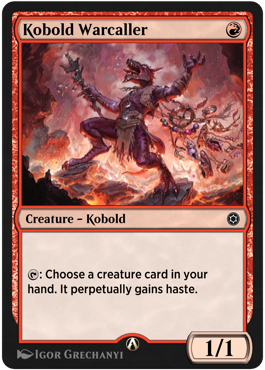 Kobold Warcaller
Creature – Kobold
: Choose a creature card in your
hand. It perpetually gains haste.
Igor Grechanyi
1/1